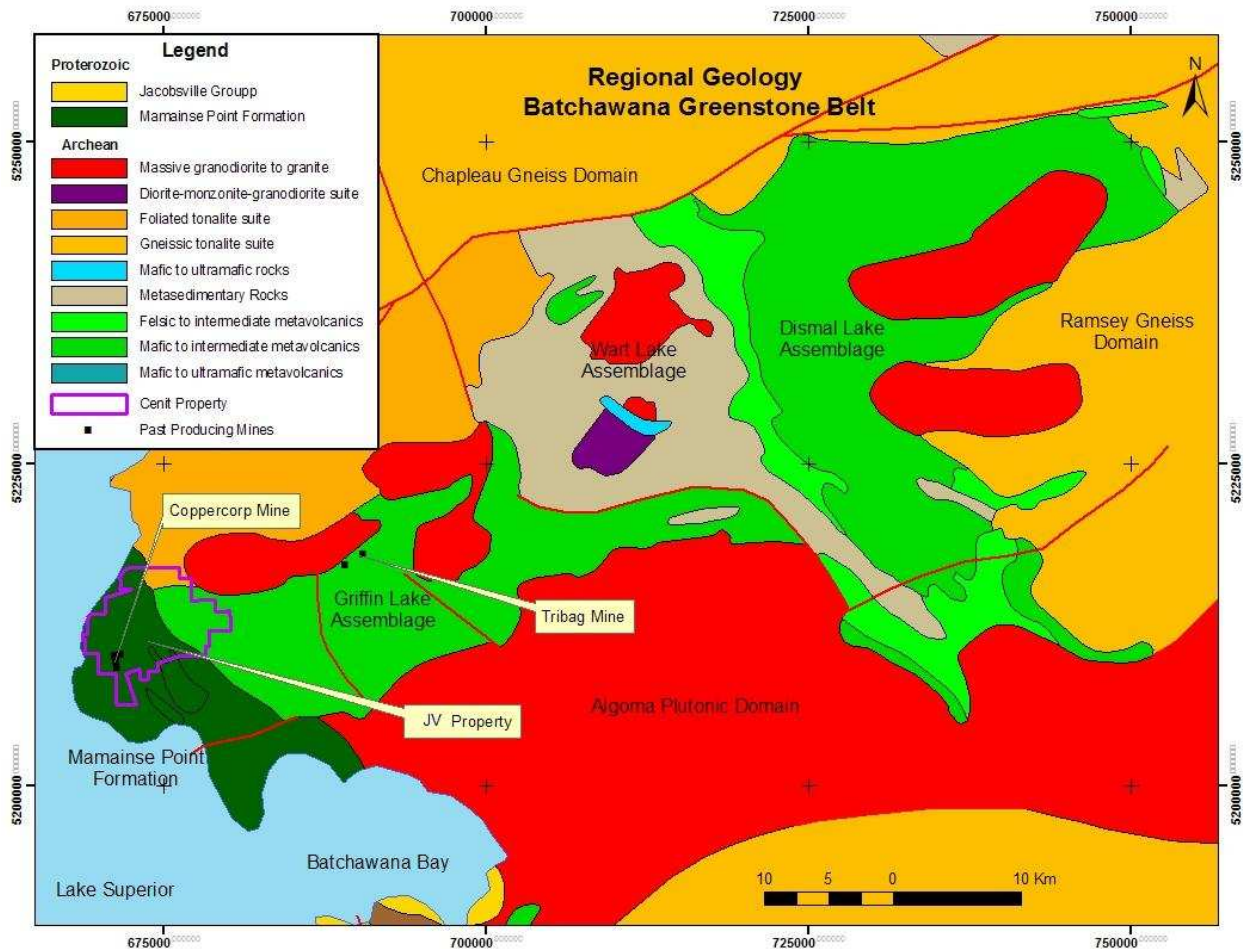 675000
700000
725000
750000
Legend
Proterozoic
Jacobsville Groupp
Mamainse Point Formation
Archean
Massive granodiorite to granite
Diorite-monzonite-granodiorite suite
Foliated tonalite suite
Gneissic tonalite suite
Mafic to ultramafic rocks
Metasedimentary Rocks
Felsic to intermediate metavolcanics
Mafic to intermediate metavolcanics
Mafic to ultramafic metavolcanics
Cenit Property
Past Producing Mines
Regional Geology
Batchawana Greenstone Belt
N
5250000
5250000
Chapleau Gneiss Domain
Wart Lake
Assemblage
Dismal Lake
Assemblage
Ramsey Gneiss
Domain
5225000
5225000
Coppercorp Mine
Griffin Lake
Assemblage
Tribag Mine
JV Property
Algoma Plutonic Domain
Mamainse Point
Formation
5200000
5200000
Batchawana Bay
Lake Superior
10 5 0 10 Km
675000
700000
725000
750000